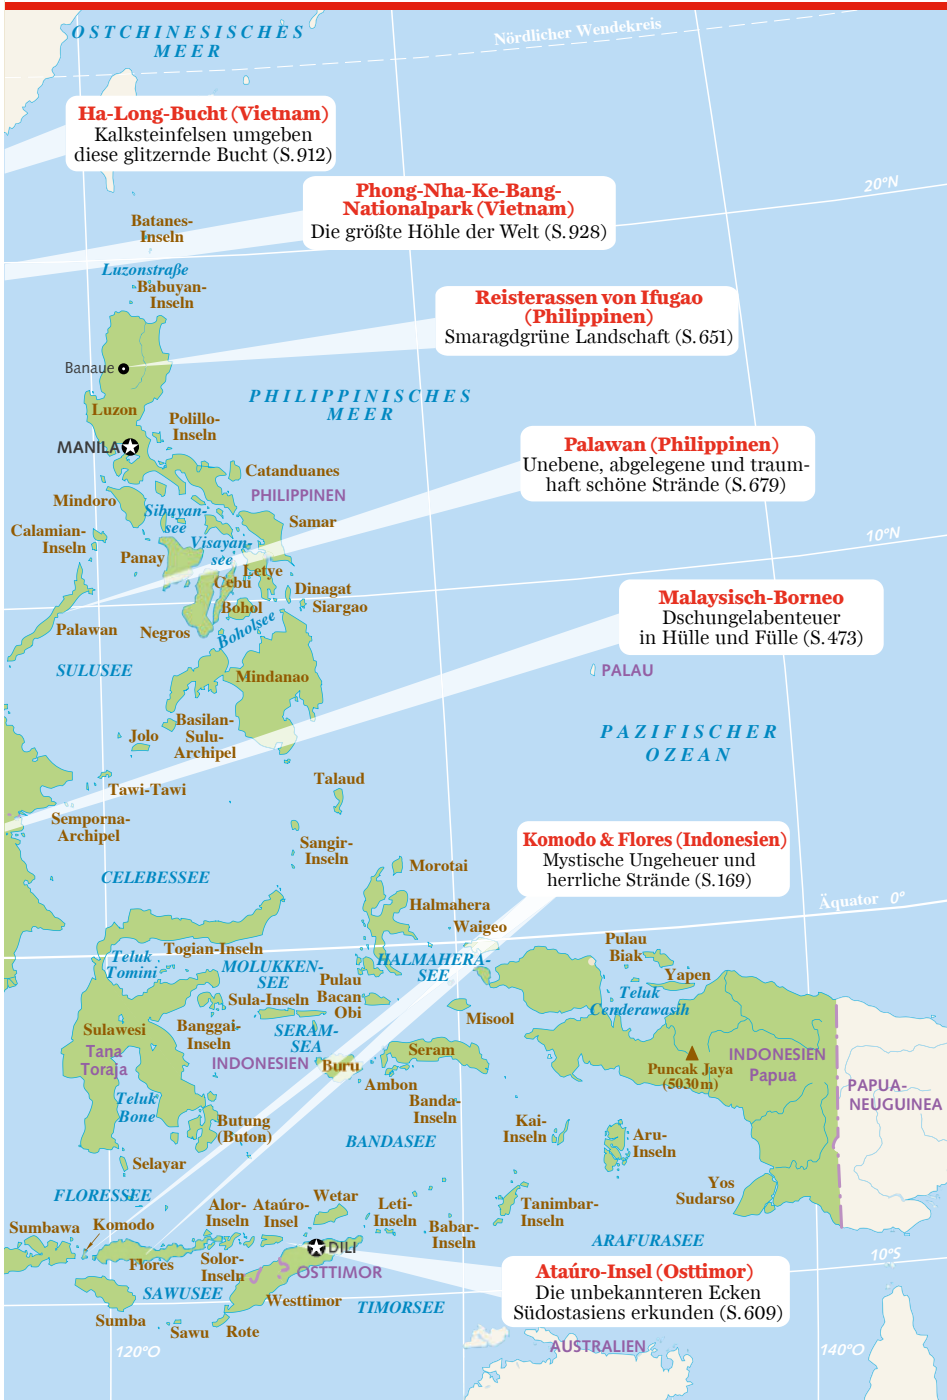 OSTCHINESISCHES
MEER
Nördlicher Wendekreis
Ha-Long-Bucht (Vietnam)
Kalksteinfelsen umgeben
diese glitzernde Bucht (S. 912)
Phong-Nha-Ke-Bang-
Nationalpark (Vietnam)
Die größte Höhle der Welt (S. 928)
20°N
Batanes-
Inseln
Luzonstraße
Babuyan-
Inseln
Reisterassen von Ifugao
(Philippinen)
Smaragdgrüne Landschaft (S. 651)
Banaue
PHILIPPINISCHES
MEER
Luzon
Polillo-
Inseln
MANILA
Palawan (Philippinen)
Unebene, abgelegene und traum-
haft schöne Strände (S. 679)
Catanduanes
PHILIPPINEN
Mindoro
Sibuyan-
see
Samar
Calamian-
Inseln
Visayan-
see
10°N
Panay
Letye
Cebu
Dinagat
Siargao
Bohol
Boholsee
Palawan
Negros
Malaysisch-Borneo
Dschungelabenteuer
in Hülle und Fülle (S. 473)
SULUSEE
Mindanao
PALAU
Basilan-
Sulu-
Archipel
Jolo
PAZIFISCHER
OZEAN
Tawi-Tawi
Talaud
Semporna-
Archipel
Sangir-
Inseln
Komodo & Flores (Indonesien)
Mystische Ungeheuer und
herrliche Strände (S. 169)
Morotai
CELEBESSEE
Halmahera
Äquator 0°
Waigeo
Togian-Inseln
Teluk
Tomini
MOLUKKEN-
SEE
HALMAHERA-
SEE
Pulau
Biak
Yapen
Pulau
Bacan
Obi
Sula-Inseln
Teluk
Cenderawasih
Misool
Sulawesi
Banggai-
Inseln
SERAM-
SEA
Tana
Toraja
INDONESIEN
Buru
Seram
Puncak Jaya
(5030 m)
INDONESIEN
Papua
Ambon
PAPUA-
NEUGUINEA
Teluk
Bone
Banda-
Inseln
Butung
(Buton)
Kai-
Inseln
BANDASEE
Aru-
Inseln
Selayar
Yos
Sudarso
FLORESSEE
Wetar
Alor-
Inseln
Ataúro-
Insel
Leti-
Inseln
Tanimbar-
Inseln
Sumbawa
Komodo
Babar-
Inseln
ARAFURASEE
DILI
10°S
Flores
Solor-
Inseln
OSTTIMOR
Ataúro-Insel (Osttimor)
Die unbekannteren Ecken
Südostasiens erkunden (S. 609)
SAWUSEE
Westtimor
TIMORSEE
Sumba
Sawu
Rote
120°O
AUSTRALIEN
140°O